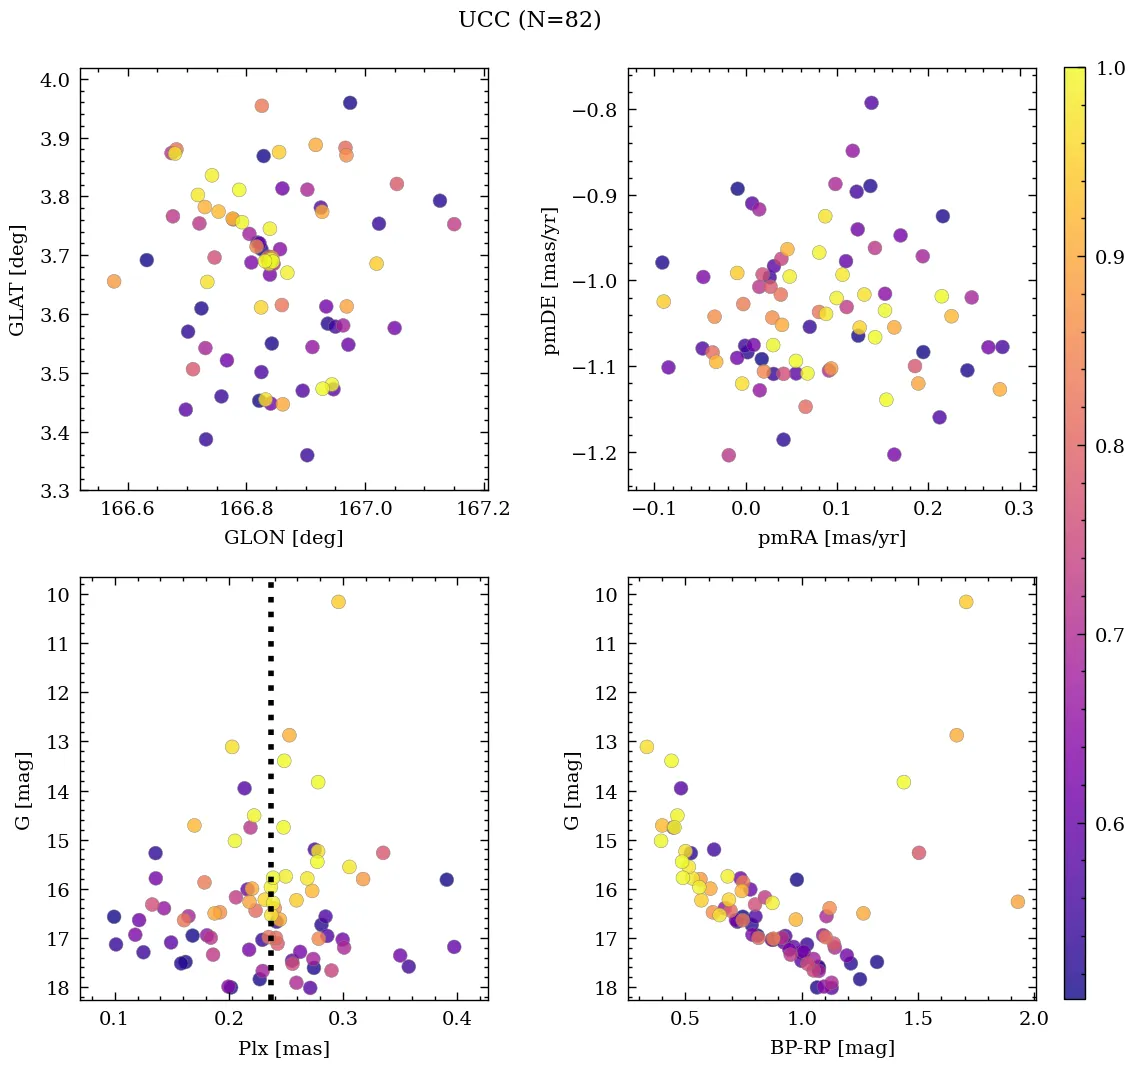 UCC (N=82)
4.0
3.9
3.8
3.7
3.6
3.5
3.4
3.3
GLAT [deg]
166.6 166.8 167.0 167.2
GLON [deg]
−0.8
−0.9
−1.0
−1.1
−1.2
pmDE [mas/yr]
−0.1 0.0 0.1 0.2 0.3
pmRA [mas/yr]
10
11
12
13
14
15
16
17
18
G [mag]
0.1 0.2 0.3 0.4
Plx [mas]
10
11
12
13
14
15
16
17
18
G [mag]
0.5 1.0 1.5 2.0
BP-RP [mag]
1.0
0.9
0.8
0.7
0.6